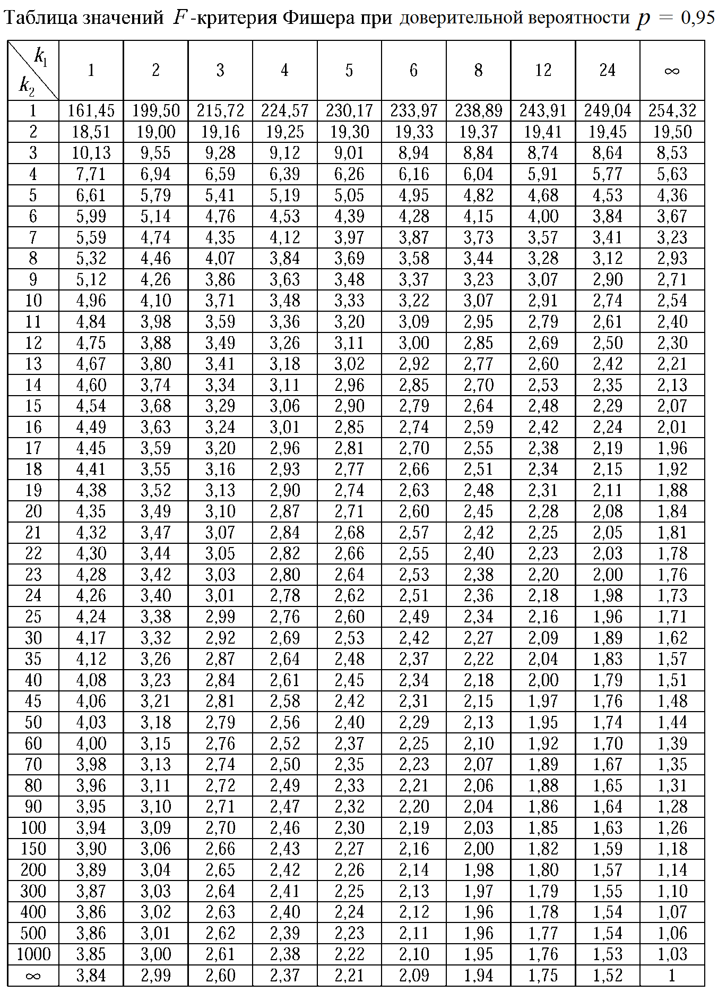 Таблица значений F-критерия Фишера при доверительной вероятности p = 0,95
k₁
k₂ 1 2 3 4 5 6 8 12 24 ∞
1 161,45 199,50 215,72 224,57 230,17 233,97 238,89 243,91 249,04 254,32
2 18,51 19,00 19,16 19,25 19,30 19,33 19,37 19,41 19,45 19,50
3 10,13 9,55 9,28 9,12 9,01 8,94 8,84 8,74 8,64 8,53
4 7,71 6,94 6,59 6,39 6,26 6,16 6,04 5,91 5,77 5,63
5 6,61 5,79 5,41 5,19 5,05 4,95 4,82 4,68 4,53 4,36
6 5,99 5,14 4,76 4,53 4,39 4,28 4,15 4,00 3,84 3,67
7 5,59 4,74 4,35 4,12 3,97 3,87 3,73 3,57 3,41 3,23
8 5,32 4,46 4,07 3,84 3,69 3,58 3,44 3,28 3,12 2,93
9 5,12 4,26 3,86 3,63 3,48 3,37 3,23 3,07 2,90 2,71
10 4,96 4,10 3,71 3,48 3,33 3,22 3,07 2,91 2,74 2,54
11 4,84 3,98 3,59 3,36 3,20 3,09 2,95 2,79 2,61 2,40
12 4,75 3,88 3,49 3,26 3,11 3,00 2,85 2,69 2,50 2,30
13 4,67 3,80 3,41 3,18 3,02 2,92 2,77 2,60 2,42 2,21
14 4,60 3,74 3,34 3,11 2,96 2,85 2,70 2,53 2,35 2,13
15 4,54 3,68 3,29 3,06 2,90 2,79 2,64 2,48 2,29 2,07
16 4,49 3,63 3,24 3,01 2,85 2,74 2,59 2,42 2,24 2,01
17 4,45 3,59 3,20 2,96 2,81 2,70 2,55 2,38 2,19 1,96
18 4,41 3,55 3,16 2,93 2,77 2,66 2,51 2,34 2,15 1,92
19 4,38 3,52 3,13 2,90 2,74 2,63 2,48 2,31 2,11 1,88
20 4,35 3,49 3,10 2,87 2,71 2,60 2,45 2,28 2,08 1,84
21 4,32 3,47 3,07 2,84 2,68 2,57 2,42 2,25 2,05 1,81
22 4,30 3,44 3,05 2,82 2,66 2,55 2,40 2,23 2,03 1,78
23 4,28 3,42 3,03 2,80 2,64 2,53 2,38 2,20 2,00 1,76
24 4,26 3,40 3,01 2,78 2,62 2,51 2,36 2,18 1,98 1,73
25 4,24 3,38 2,99 2,76 2,60 2,49 2,34 2,16 1,96 1,71
30 4,17 3,32 2,92 2,69 2,53 2,42 2,27 2,09 1,89 1,62
35 4,12 3,26 2,87 2,64 2,48 2,37 2,22 2,04 1,83 1,57
40 4,08 3,23 2,84 2,61 2,45 2,34 2,18 2,00 1,79 1,51
45 4,06 3,21 2,81 2,58 2,42 2,31 2,15 1,97 1,76 1,48
50 4,03 3,18 2,79 2,56 2,40 2,29 2,13 1,95 1,74 1,44
60 4,00 3,15 2,76 2,52 2,37 2,25 2,10 1,92 1,70 1,39
70 3,98 3,13 2,74 2,50 2,35 2,23 2,07 1,89 1,67 1,35
80 3,96 3,11 2,72 2,49 2,33 2,21 2,06 1,88 1,65 1,31
90 3,95 3,10 2,71 2,47 2,32 2,20 2,04 1,86 1,64 1,28
100 3,94 3,09 2,70 2,46 2,30 2,19 2,03 1,85 1,63 1,26
150 3,90 3,06 2,66 2,43 2,27 2,16 2,00 1,82 1,59 1,18
200 3,89 3,04 2,65 2,42 2,26 2,14 1,98 1,80 1,57 1,14
300 3,87 3,03 2,64 2,41 2,25 2,13 1,97 1,79 1,55 1,10
400 3,86 3,02 2,63 2,40 2,24 2,12 1,96 1,78 1,54 1,07
500 3,86 3,01 2,62 2,39 2,23 2,11 1,96 1,77 1,54 1,06
1000 3,85 3,00 2,61 2,38 2,22 2,10 1,95 1,76 1,53 1,03
∞ 3,84 2,99 2,60 2,37 2,21 2,09 1,94 1,75 1,52 1